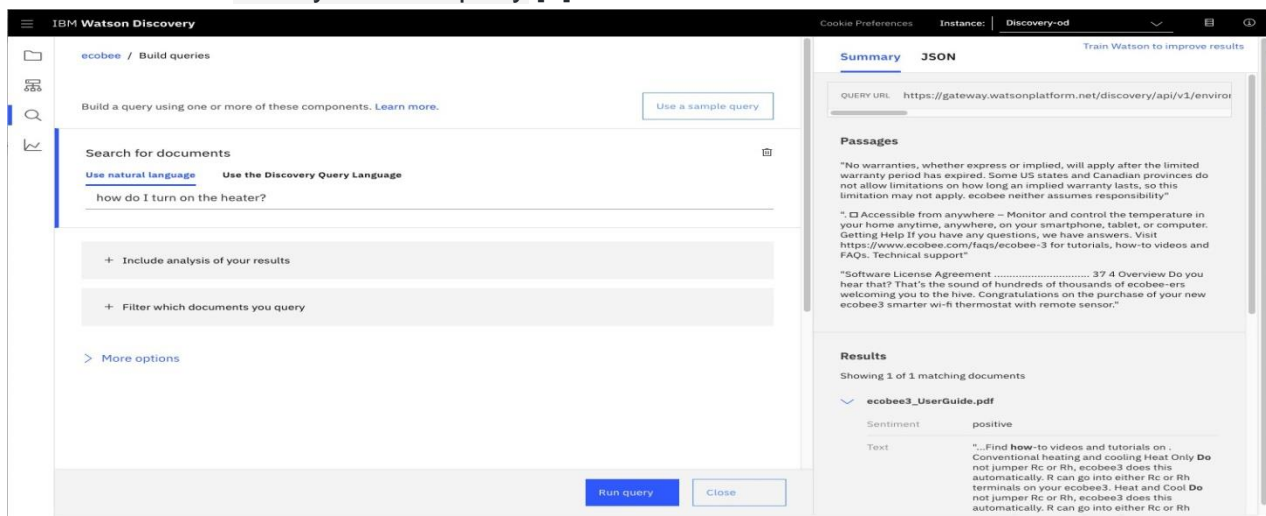 IBM Watson Discovery
Cookie Preferences Instance: Discovery-od
ecobee / Build queries
Build a query using one or more of these components. Learn more.
Use a sample query
Search for documents
Use natural language Use the Discovery Query Language
how do I turn on the heater?
+ Include analysis of your results
+ Filter which documents you query
> More options
Run query Close
Train Watson to improve results
Summary JSON
QUERY URL https://gateway.watsonplatform.net/discovery/api/v1/enviror
Passages
"No warranties, whether express or implied, will apply after the limited
warranty period has expired. Some US states and Canadian provinces do
not allow limitations on how long an implied warranty lasts, so this
limitation may not apply. ecobee neither assumes responsibility"
". □ Accessible from anywhere – Monitor and control the temperature in
your home anytime, anywhere, on your smartphone, tablet, or computer.
Getting Help If you have any questions, we have answers. Visit
https://www.ecobee.com/faqs/ecobee-3 for tutorials, how-to videos and
FAQs. Technical support"
"Software License Agreement ................................ 37 4 Overview Do you
hear that? That's the sound of hundreds of thousands of ecobee-ers
welcoming you to the hive. Congratulations on the purchase of your new
ecobee3 smarter wi-fi thermostat with remote sensor."
Results
Showing 1 of 1 matching documents
ecobee3_UserGuide.pdf
Sentiment positive
Text "...Find how-to videos and tutorials on .
Conventional heating and cooling Heat Only Do
not jumper Rc or Rh, ecobee3 does this
automatically. R can go into either Rc or Rh
terminals on your ecobee3. Heat and Cool Do
not jumper Rc or Rh, ecobee3 does this
automatically. R can go into either Rc or Rh